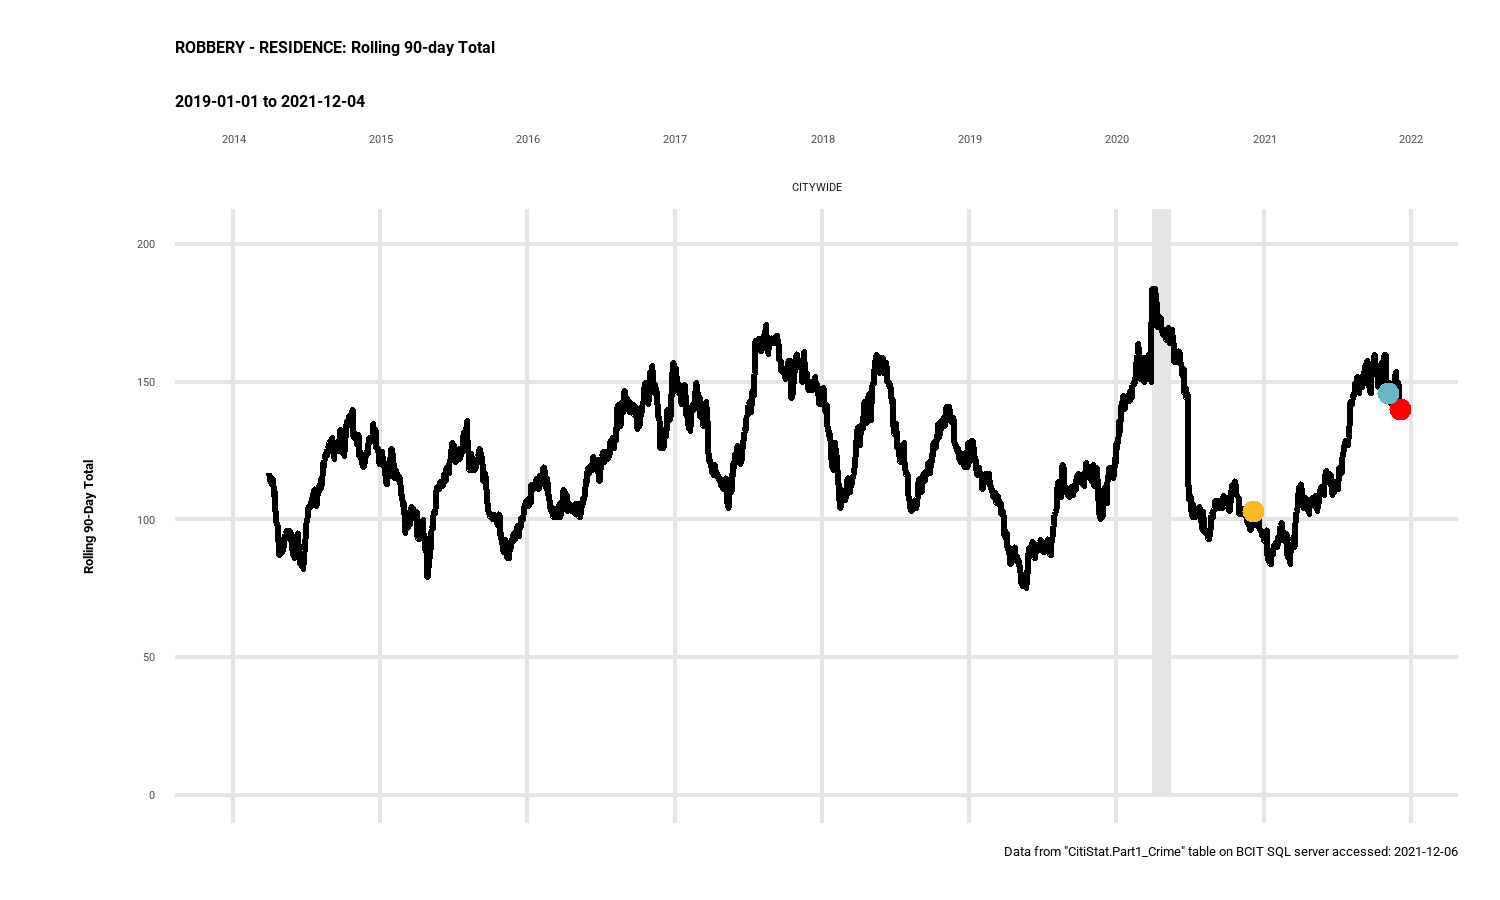 ROBBERY - RESIDENCE: Rolling 90-day Total
2019-01-01 to 2021-12-04
2014 2015 2016 2017 2018 2019 2020 2021 2022
CITYWIDE
200
150
100
50
0
Rolling 90-Day Total
Data from "CitiStat.Part1_Crime" table on BCIT SQL server accessed: 2021-12-06